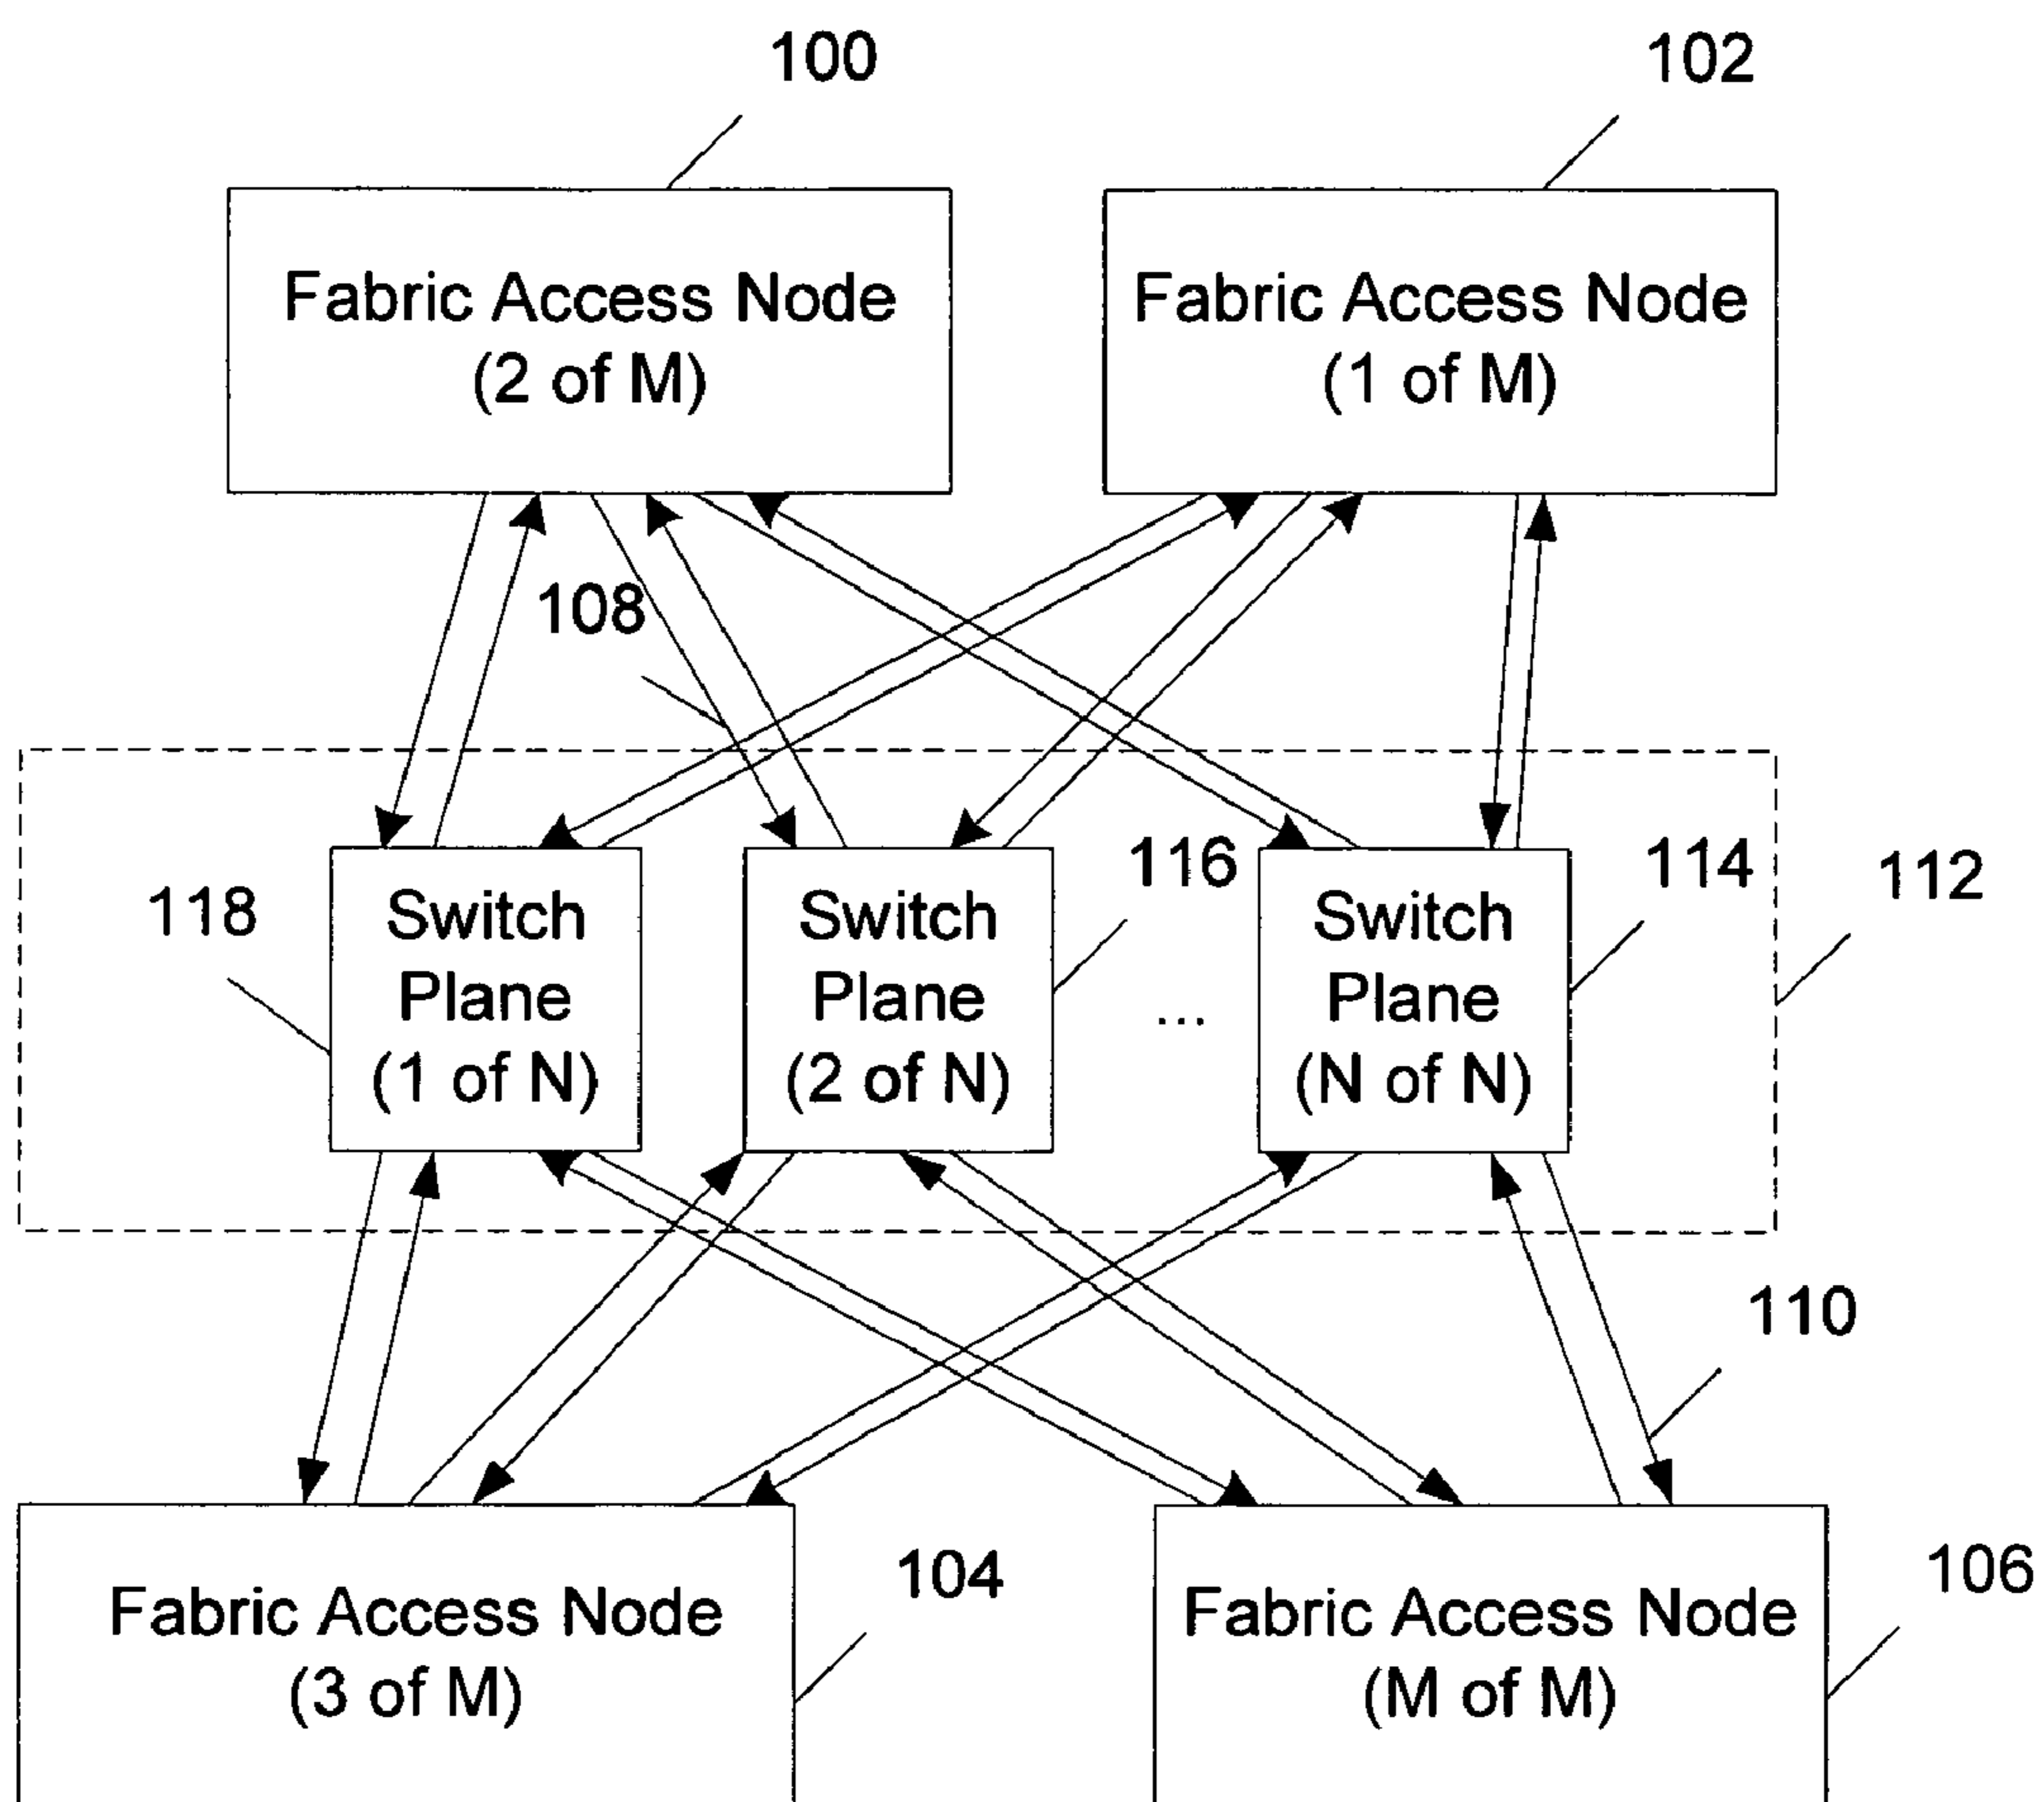 100
102
Fabric Access Node
(2 of M)
Fabric Access Node
(1 of M)
108
116
114
112
118
Switch
Plane
(1 of N)
Switch
Plane
(2 of N)
...
Switch
Plane
(N of N)
110
104
106
Fabric Access Node
(3 of M)
Fabric Access Node
(M of M)